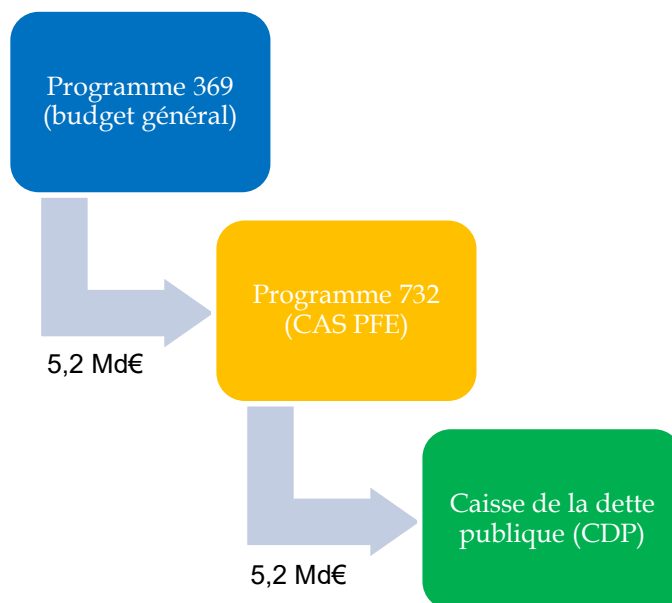 Programme 369
(budget général)
5,2 Md€
Programme 732
(CAS PFE)
5,2 Md€
Caisse de la dette
publique (CDP)